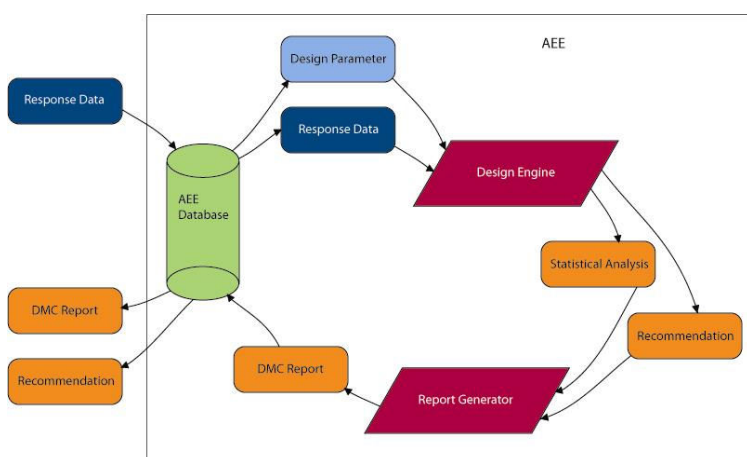 AEE
Design Parameter
Response Data
Response Data
Design Engine
AEE
Database
Statistical Analysis
DMC Report
Recommendation
DMC Report
Recommendation
Report Generator